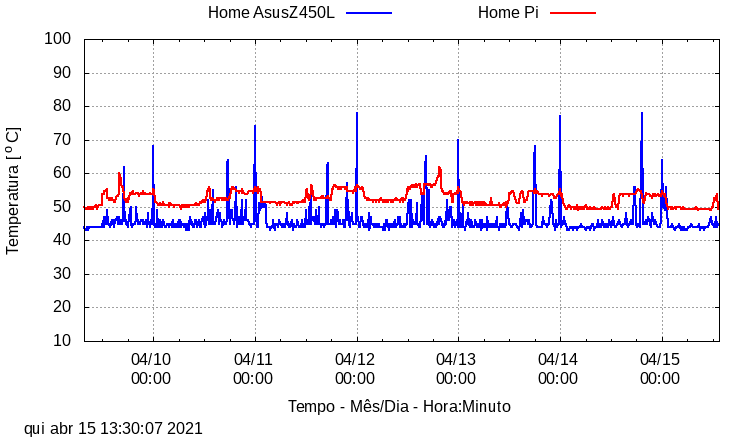 Home AsusZ450L Home Pi
100
90
80
70
60
50
40
30
20
10
Temperatura [ º C]
04/10 04/11 04/12 04/13 04/14 04/15
00:00 00:00 00:00 00:00 00:00 00:00
Tempo - Mês/Dia - Hora:Minuto
qui abr 15 13:30:07 2021